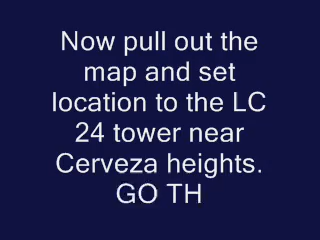 Now pull out the
map and set
location to the LC
24 tower near
Cerveza heights.
GO TH